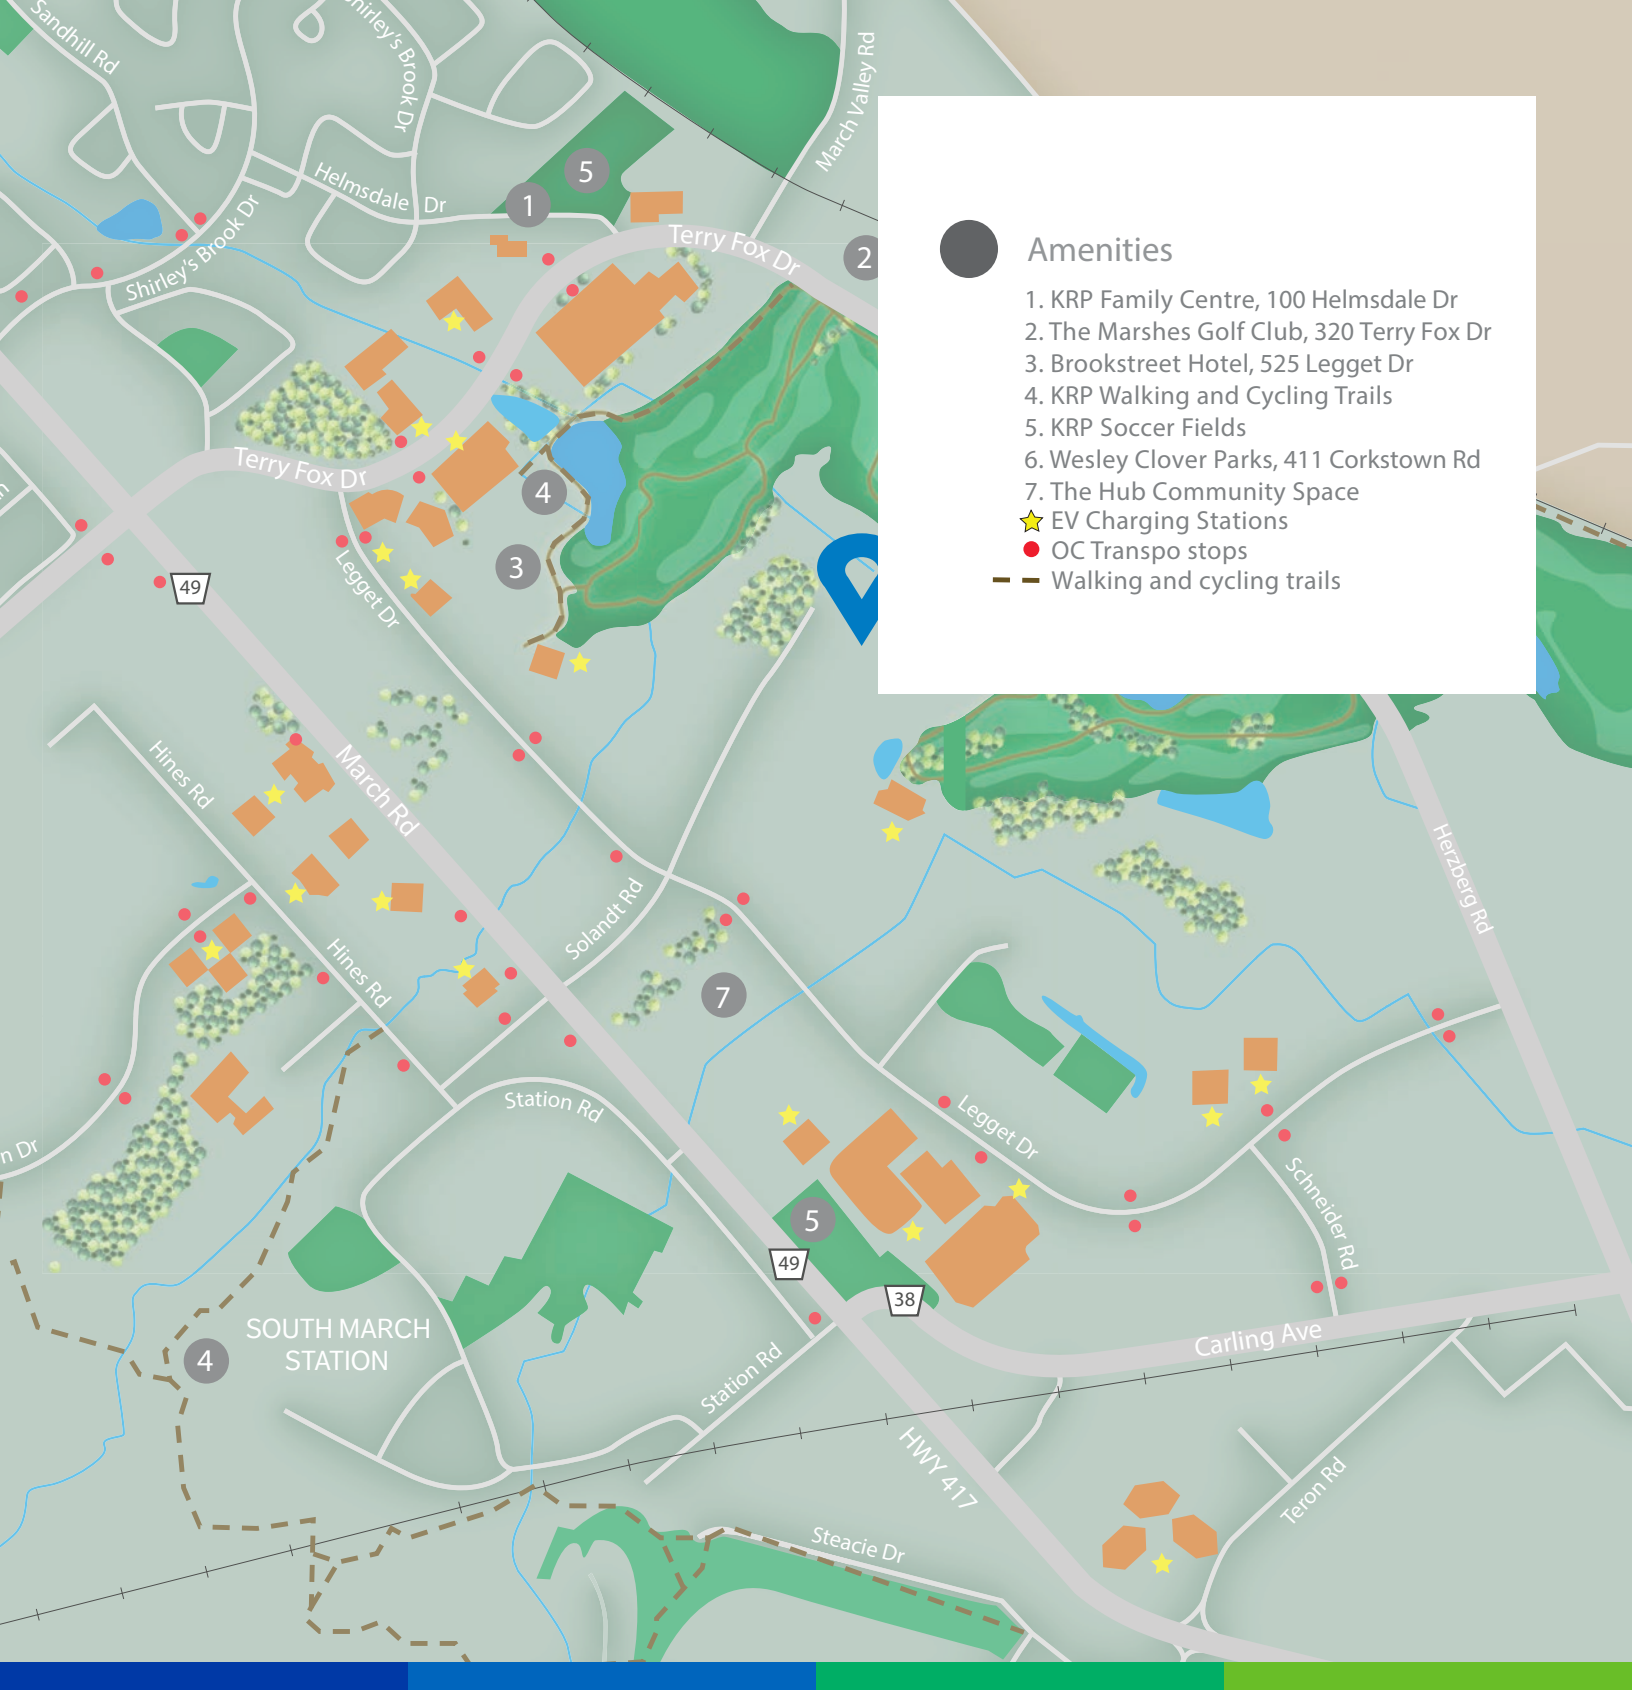 Sandhill Rd
Shirley's Brook Dr
March Valley Rd
5
Helmsdale Dr
1
Shirley's Brook Dr
Terry Fox Dr
2
Amenities
1. KRP Family Centre, 100 Helmsdale Dr
2. The Marshes Golf Club, 320 Terry Fox Dr
3. Brookstreet Hotel, 525 Legget Dr
4. KRP Walking and Cycling Trails
5. KRP Soccer Fields
6. Wesley Clover Parks, 411 Corkstown Rd
7. The Hub Community Space
EV Charging Stations
OC Transpo stops
Walking and cycling trails
Terry Fox Dr
4
3
49
Legget Dr
Hines Rd
March Rd
Herzberg Rd
Solandt Rd
Hines Rd
7
Station Rd
Legget Dr
n Dr
Schneider Rd
5
49
38
SOUTH MARCH
STATION
4
Carling Ave
Station Rd
HWY 417
Teron Rd
Steacie Dr